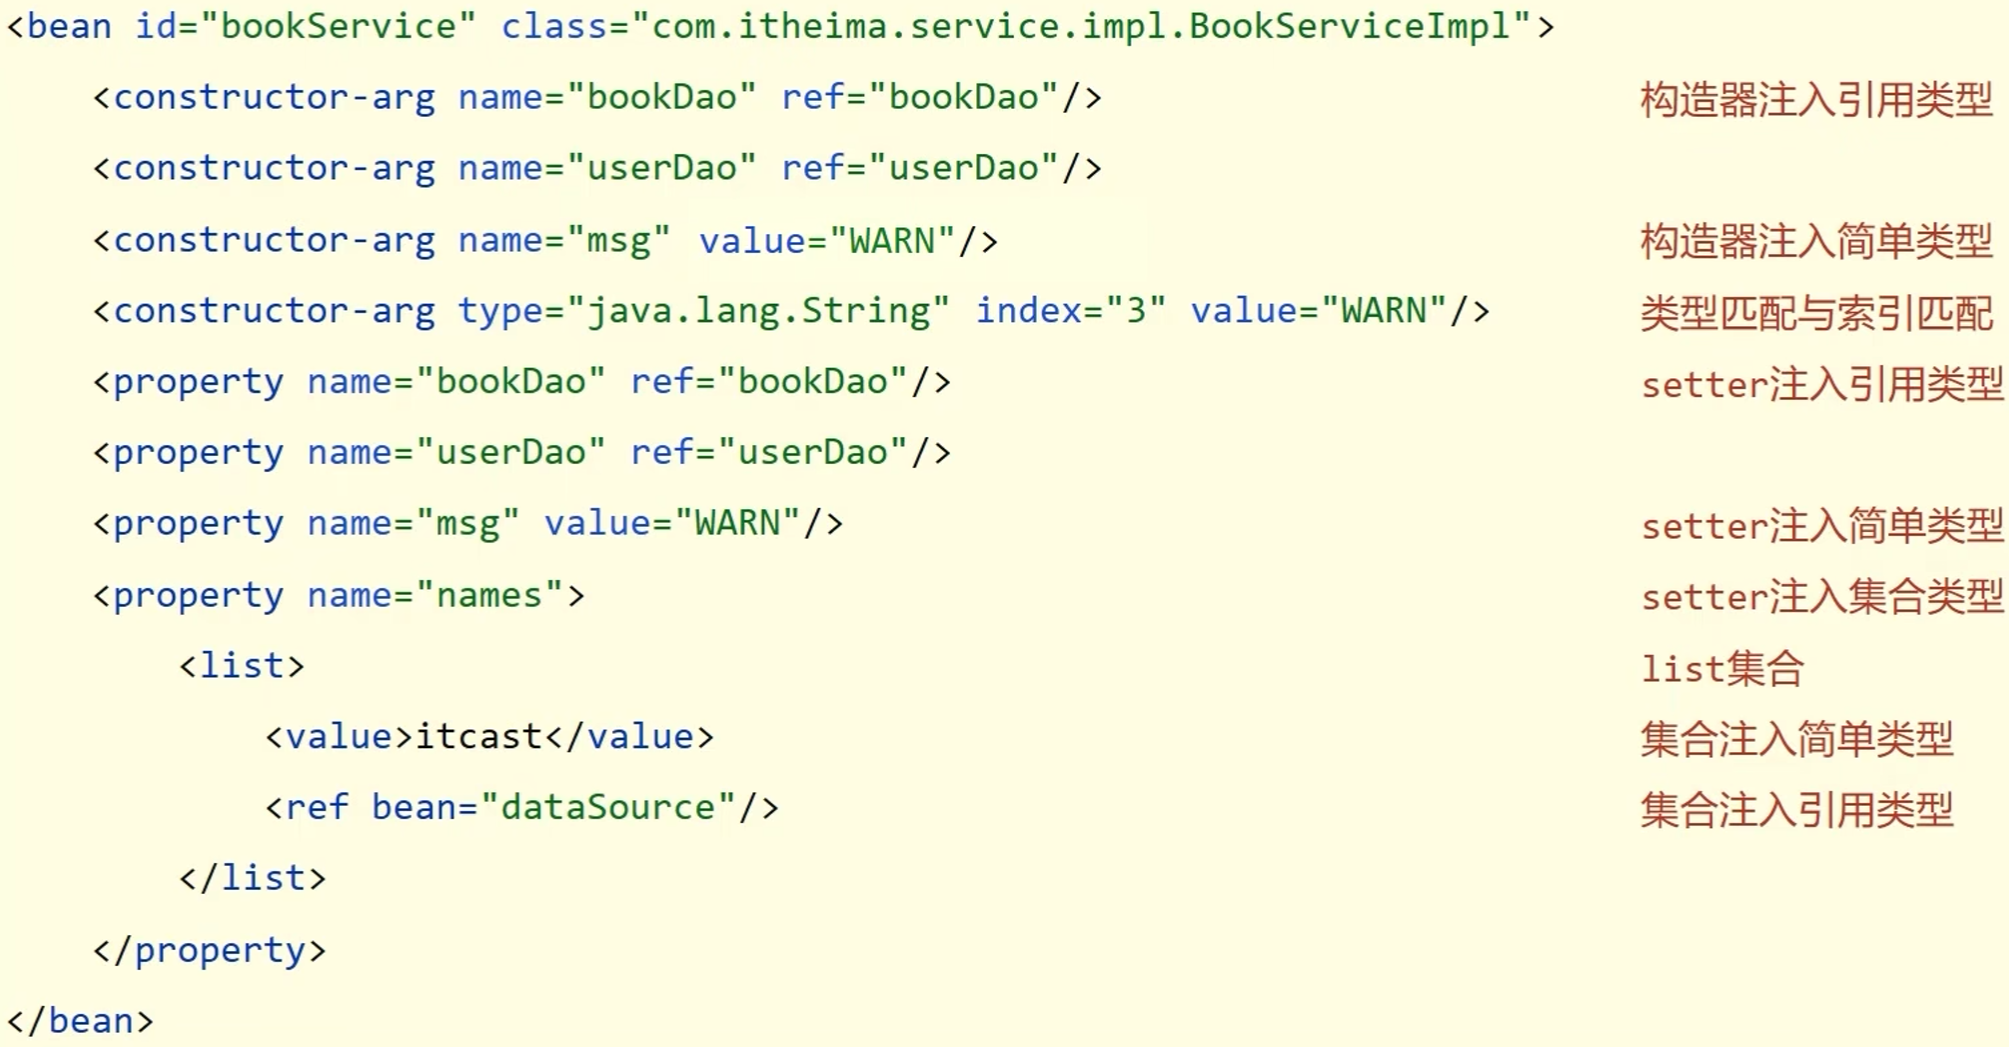 <bean id="bookService" class="com.itheima.service.impl.BookServiceImpl">
<constructor-arg name="bookDao" ref="bookDao"/> 构造器注入引用类型
<constructor-arg name="userDao" ref="userDao"/>
<constructor-arg name="msg" value="WARN"/> 构造器注入简单类型
<constructor-arg type="java.lang.String" index="3" value="WARN"/> 类型匹配与索引匹配
<property name="bookDao" ref="bookDao"/> setter注入引用类型
<property name="userDao" ref="userDao"/>
<property name="msg" value="WARN"/> setter注入简单类型
<property name="names"> setter注入集合类型
<list> list集合
<value>itcast</value> 集合注入简单类型
<ref bean="dataSource"/> 集合注入引用类型
</list>
</property>
</bean>